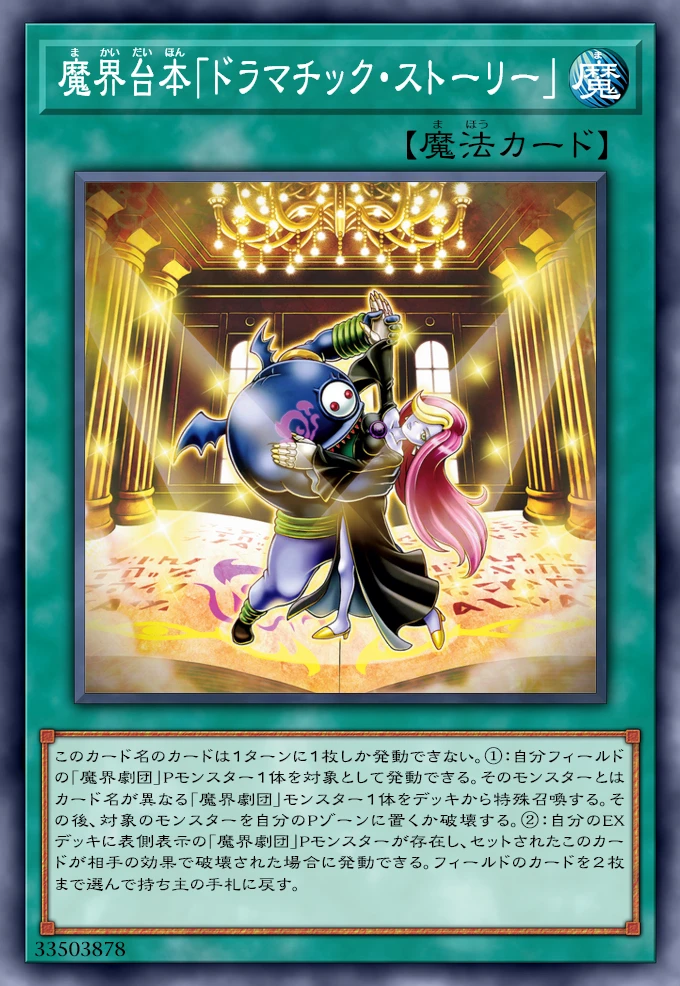 魔界台本「ドラマチック・ストーリー」
魔
【魔法カード】
このカード名のカードは1ターンに1枚しか発動できない。①:自分フィールド
の「魔界劇団」Pモンスター1体を対象として発動できる。そのモンスターとは
カード名が異なる「魔界劇団」モンスター1体をデッキから特殊召喚する。そ
の後、対象のモンスターを自分のPゾーンに置くか破壊する。②:自分のEX
デッキに表側表示の「魔界劇団」Pモンスターが存在し、セットされたこのカー
ドが相手の効果で破壊された場合に発動できる。フィールドのカードを2枚
まで選んで持ち主の手札に戻す。
33503878